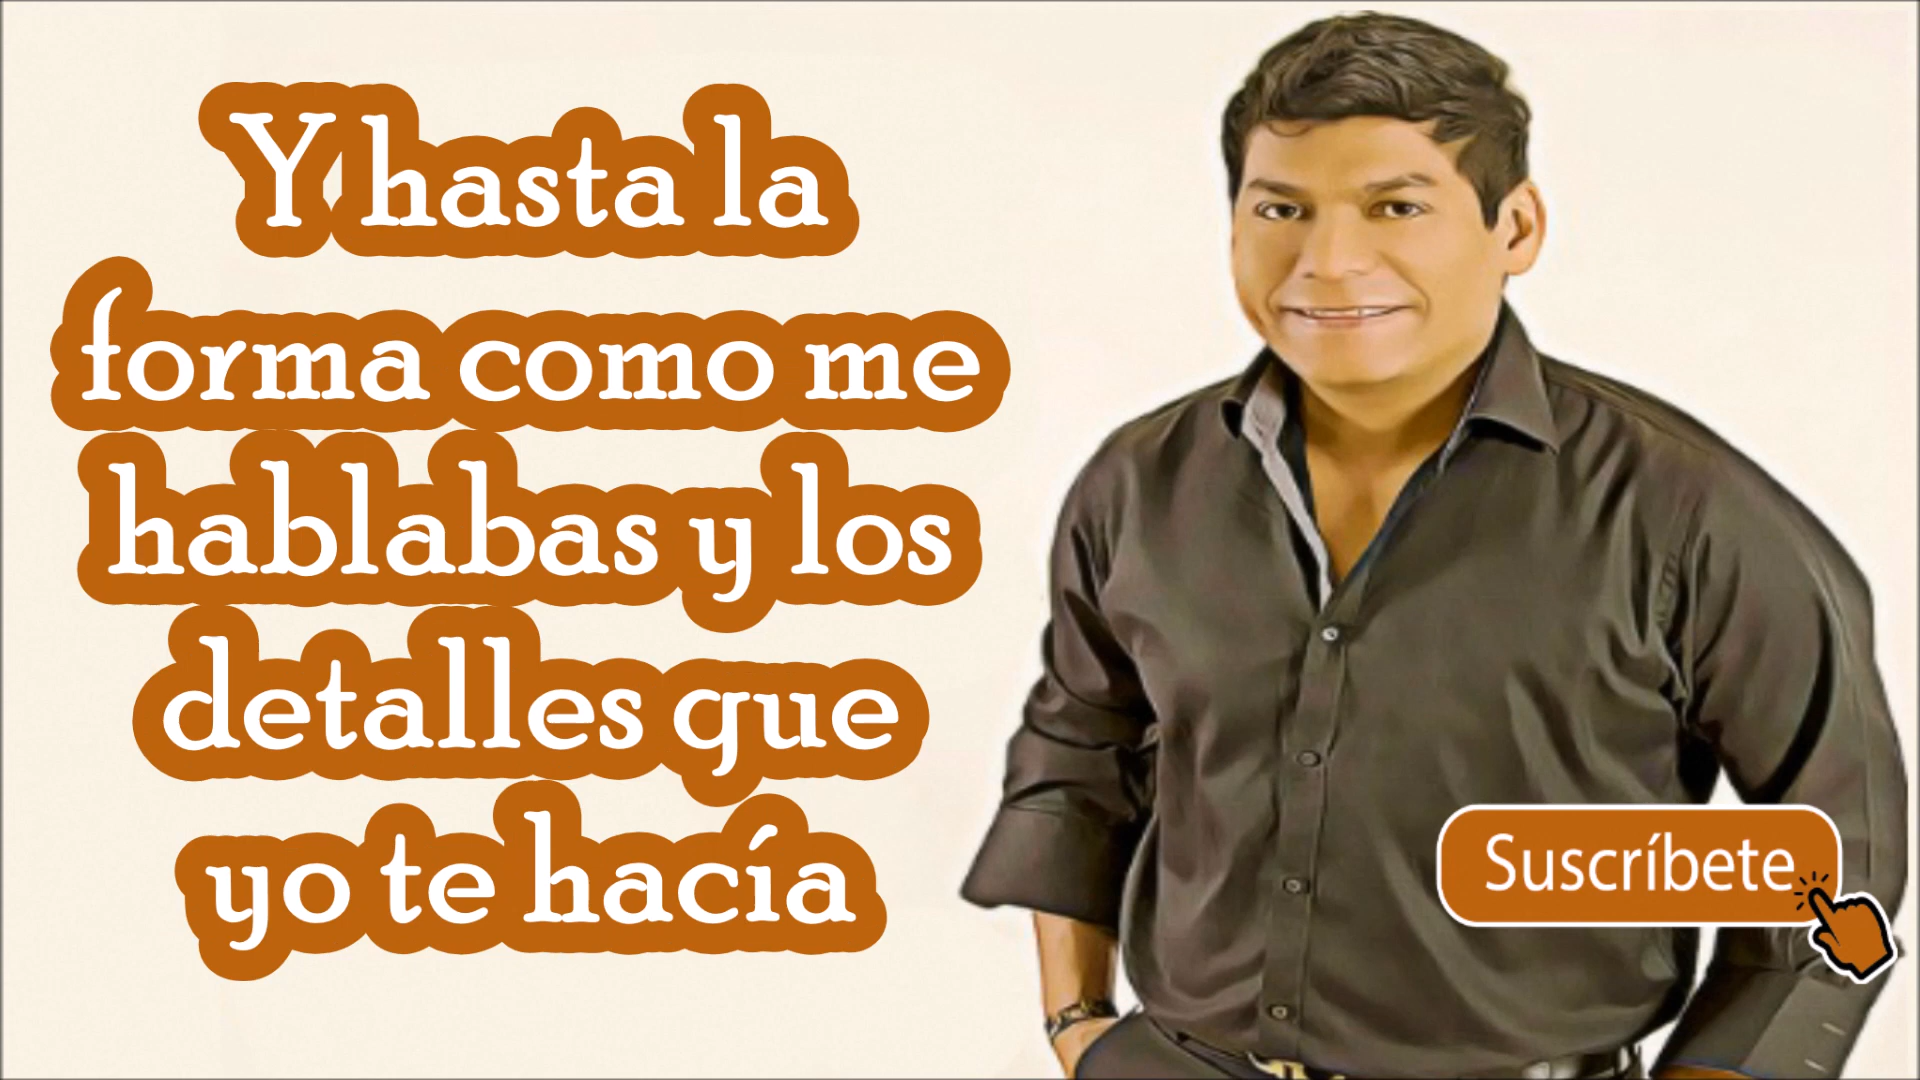 Y hasta la
forma como me
hablabas y los
detalles que
yo te hacía
Suscríbete